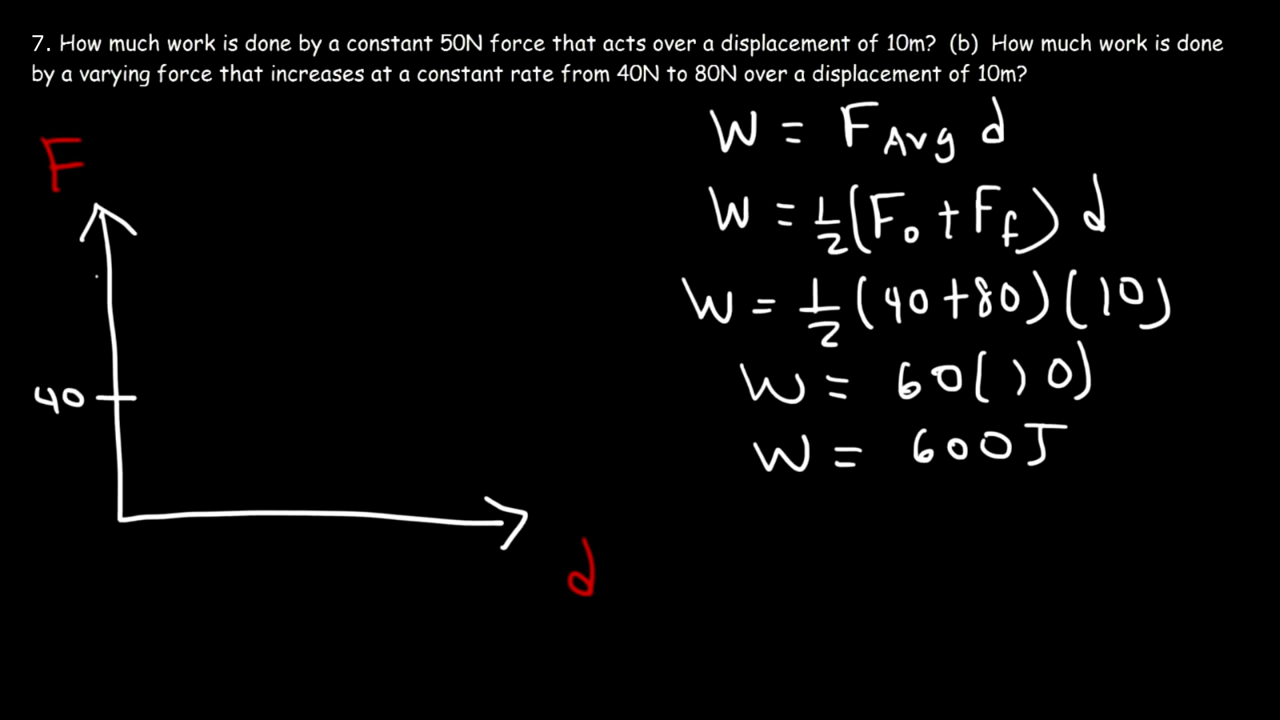 7. How much work is done by a constant 50N force that acts over a displacement of 10m? (b) How much work is done
by a varying force that increases at a constant rate from 40N to 80N over a displacement of 10m?
W = F Avg d
F
W = 1/2 (F₀ + F_f) d
W = 1/2 (40+80)(10)
40
W = 60(10)
W = 600J
d